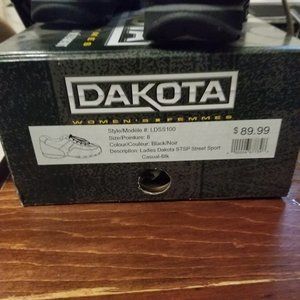 DAKOTA
WOMEN'S FEMMES
Style/Modèle #: LDSS100
Size/Pointure: 8
Colour/Couleur: Black/Noir
Description: Ladies Dakota STSP Street Sport
Casual-Blk
$ 89.99